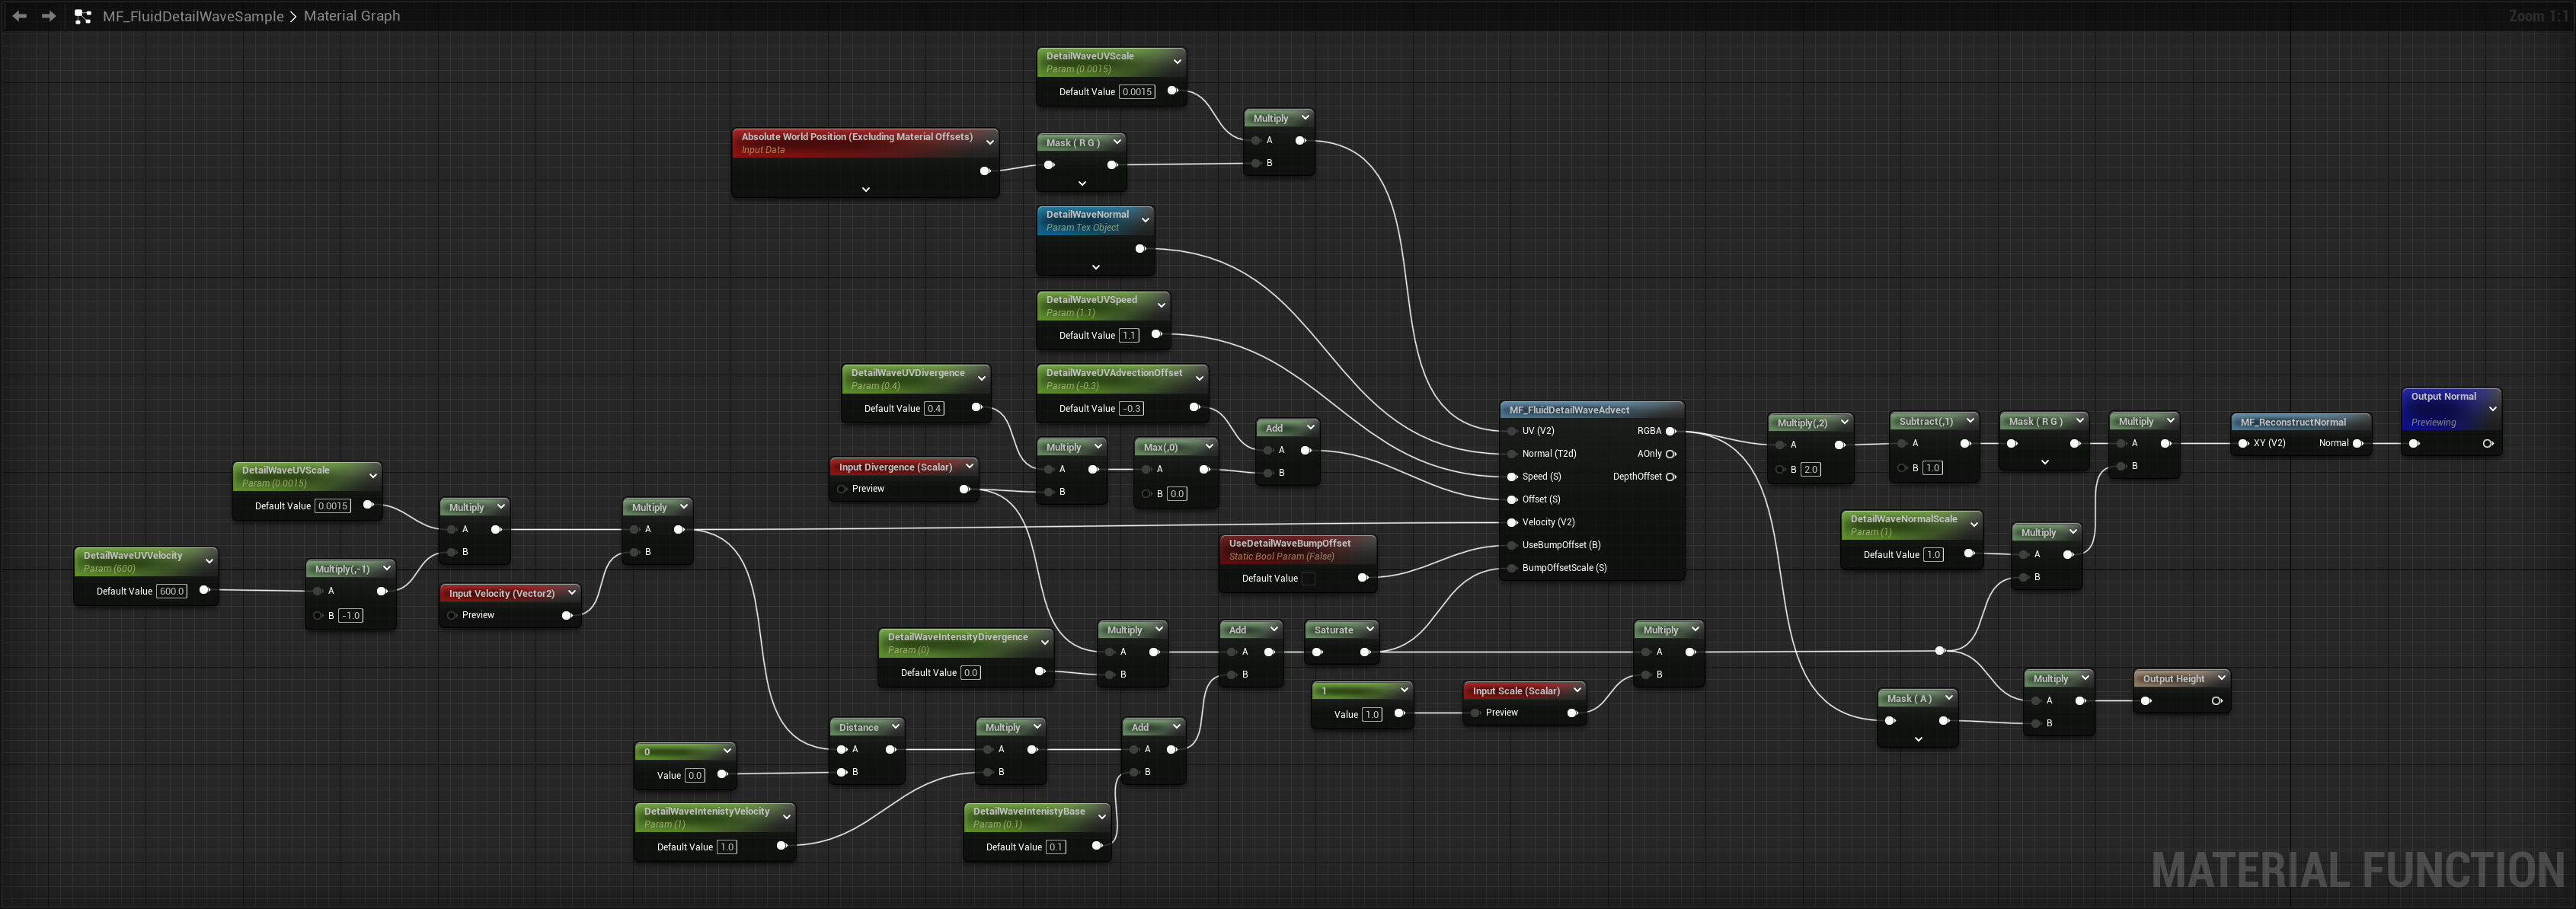 MF_FluidDetailWaveSample > Material Graph
Zoom 1:1
DetailWaveUVScale
Param (0.0015)
Default Value 0.0015
Multiply
A
B
Absolute World Position (Excluding Material Offsets)
Input Data
Mask ( R G )
DetailWaveNormal
Param Tex Object
DetailWaveUVSpeed
Param (1.1)
Default Value 1.1
DetailWaveUVDivergence
Param (0.4)
Default Value 0.4
DetailWaveUVAdvectionOffset
Param (-0.3)
Default Value -0.3
Add
A
B
Multiply
A
B
Max(,0)
A
B 0.0
Input Divergence (Scalar)
Preview
MF_FluidDetailWaveAdvect
UV (V2)
RGBA
Normal (T2d)
AOnly
Speed (S)
DepthOffset
Offset (S)
Velocity (V2)
UseBumpOffset (B)
BumpOffsetScale (S)
Multiply(,2)
A
B 2.0
Subtract(,1)
A
B 1.0
Mask ( R G )
Multiply
A
B
MF_ReconstructNormal
XY (V2)
Normal
Output Normal
Previewing
DetailWaveUVScale
Param (0.0015)
Default Value 0.0015
Multiply
A
B
Multiply
A
B
DetailWaveUVVelocity
Param (600)
Default Value 600.0
Multiply(,-1)
A
B -1.0
Input Velocity (Vector2)
Preview
UseDetailWaveBumpOffset
Static Bool Param (False)
Default Value
DetailWaveNormalScale
Param (1)
Default Value 1.0
Multiply
A
B
DetailWaveIntensityDivergence
Param (0)
Default Value 0.0
Multiply
A
B
Add
A
B
Saturate
Multiply
A
B
1
Value 1.0
Input Scale (Scalar)
Preview
Mask ( A )
Multiply
A
B
Output Height
0
Value 0.0
Distance
A
B
Multiply
A
B
Add
A
B
DetailWaveIntenistyVelocity
Param (1)
Default Value 1.0
DetailWaveIntenistyBase
Param (0.1)
Default Value 0.1
MATERIAL FUNCTION